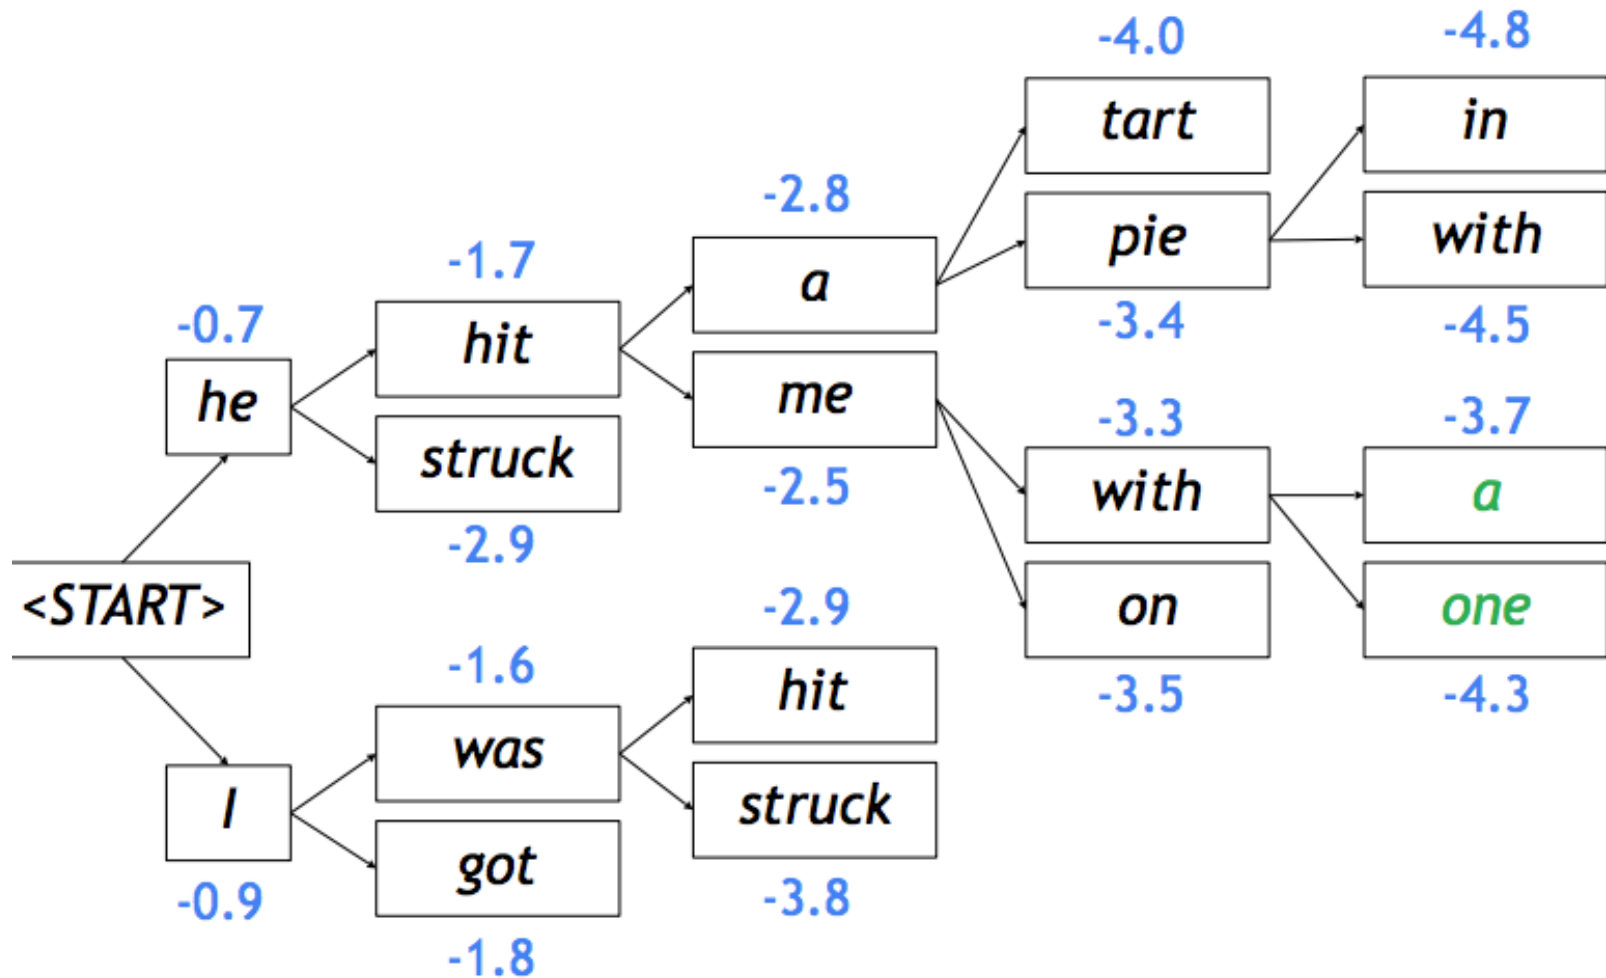 -4.0
-4.8
tart
in
-2.8
pie
with
-1.7
a
-3.4
-4.5
-0.7
hit
he
me
-3.3
-3.7
struck
-2.5
with
a
-2.9
<START>
-2.9
on
one
-1.6
hit
-3.5
-4.3
was
I
struck
got
-0.9
-3.8
-1.8